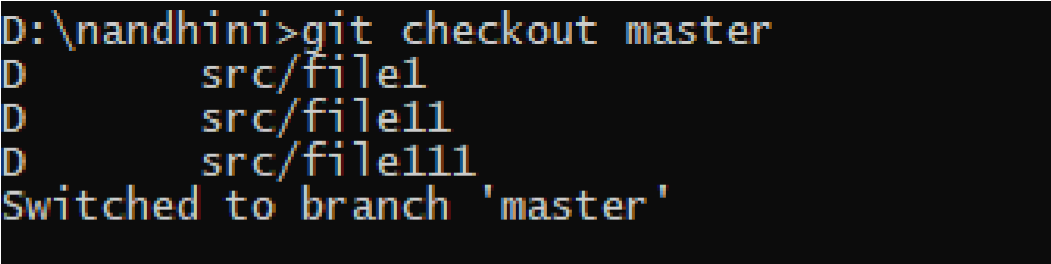 D:\nandhini>git checkout master
D       src/file1
D       src/file11
D       src/file111
Switched to branch 'master'